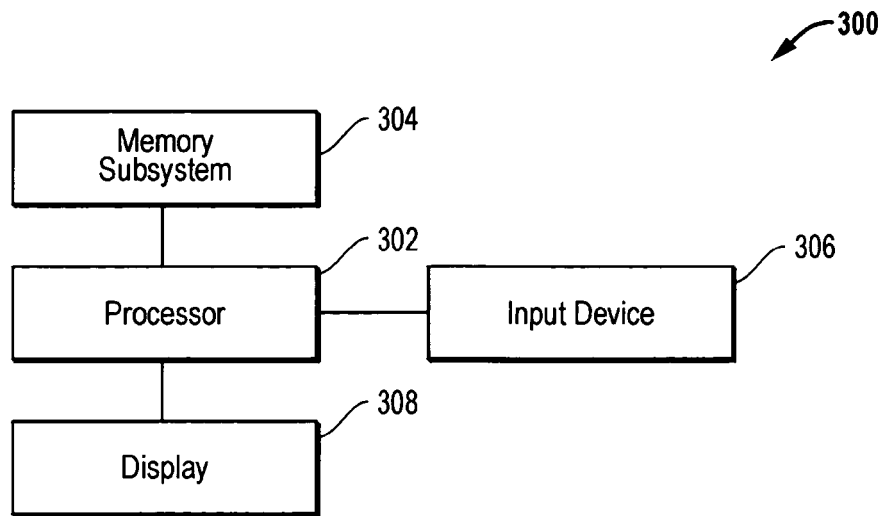 300
304
Memory
Subsystem
302
306
Processor
Input Device
308
Display